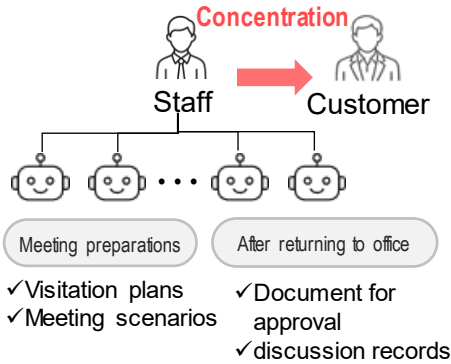 Concentration
Staff
Customer
Meeting preparations
After returning to office
✓Visitation plans
✓Meeting scenarios
✓Document for
approval
✓discussion records